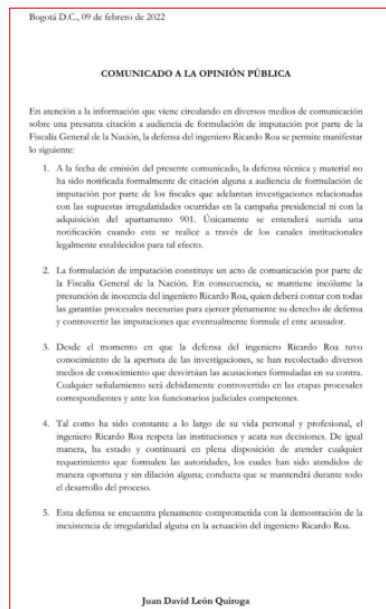 Bogotá D.C., 09 de febrero de 2022
COMUNICADO A LA OPINIÓN PÚBLICA
En atención a la información que viene circulando en diversos medios de comunicación
sobre una presunta citación a audiencia de formulación de imputación por parte de la
Fiscalía General de la Nación, la defensa del ingeniero Ricardo Roa se permite manifestar
lo siguiente:
1. A la fecha de emisión del presente comunicado, la defensa técnica y material no
ha sido notificada formalmente de citación alguna a audiencia de formulación de
imputación por parte de los fiscales que adelantan investigaciones relacionadas
con las supuestas irregularidades ocurridas en la campaña presidencial ni con la
adquisición del apartamento 901. Únicamente se entenderá surtida una
notificación cuando esta se realice a través de los canales institucionales
legalmente establecidos para tal efecto.
2. La formulación de imputación constituye un acto de comunicación por parte de
la Fiscalía General de la Nación. En consecuencia, se mantiene incólume la
presunción de inocencia del ingeniero Ricardo Roa, quien deberá contar con todas
las garantías procesales necesarias para ejercer plenamente su derecho de defensa
y controvertir las imputaciones que eventualmente formule el ente acusador.
3. Desde el momento en que la defensa del ingeniero Ricardo Roa tuvo
conocimiento de la apertura de las investigaciones, se han recolectado diversos
medios de conocimiento que desvirtúan las acusaciones formuladas en su contra.
Cualquier señalamiento será debidamente controvertido en las etapas procesales
correspondientes y ante los funcionarios judiciales competentes.
4. Tal como ha sido constante a lo largo de su vida personal y profesional, el
ingeniero Ricardo Roa respeta las instituciones y acata sus decisiones. De igual
manera, ha estado y continuará en plena disposición de atender cualquier
requerimiento que formulen las autoridades, los cuales han sido atendidos de
manera oportuna y sin dilación alguna; conducta que se mantendrá durante todo
el desarrollo del proceso.
5. Esta defensa se encuentra plenamente comprometida con la demostración de la
inexistencia de irregularidad alguna en la actuación del ingeniero Ricardo Roa.
Juan David León Quiroga